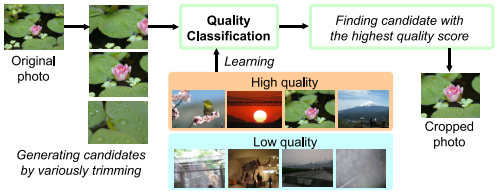 Original
photo
Generating candidates
by variously trimming
Quality
Classification
Learning
High quality
Low quality
Finding candidate with
the highest quality score
Cropped
photo